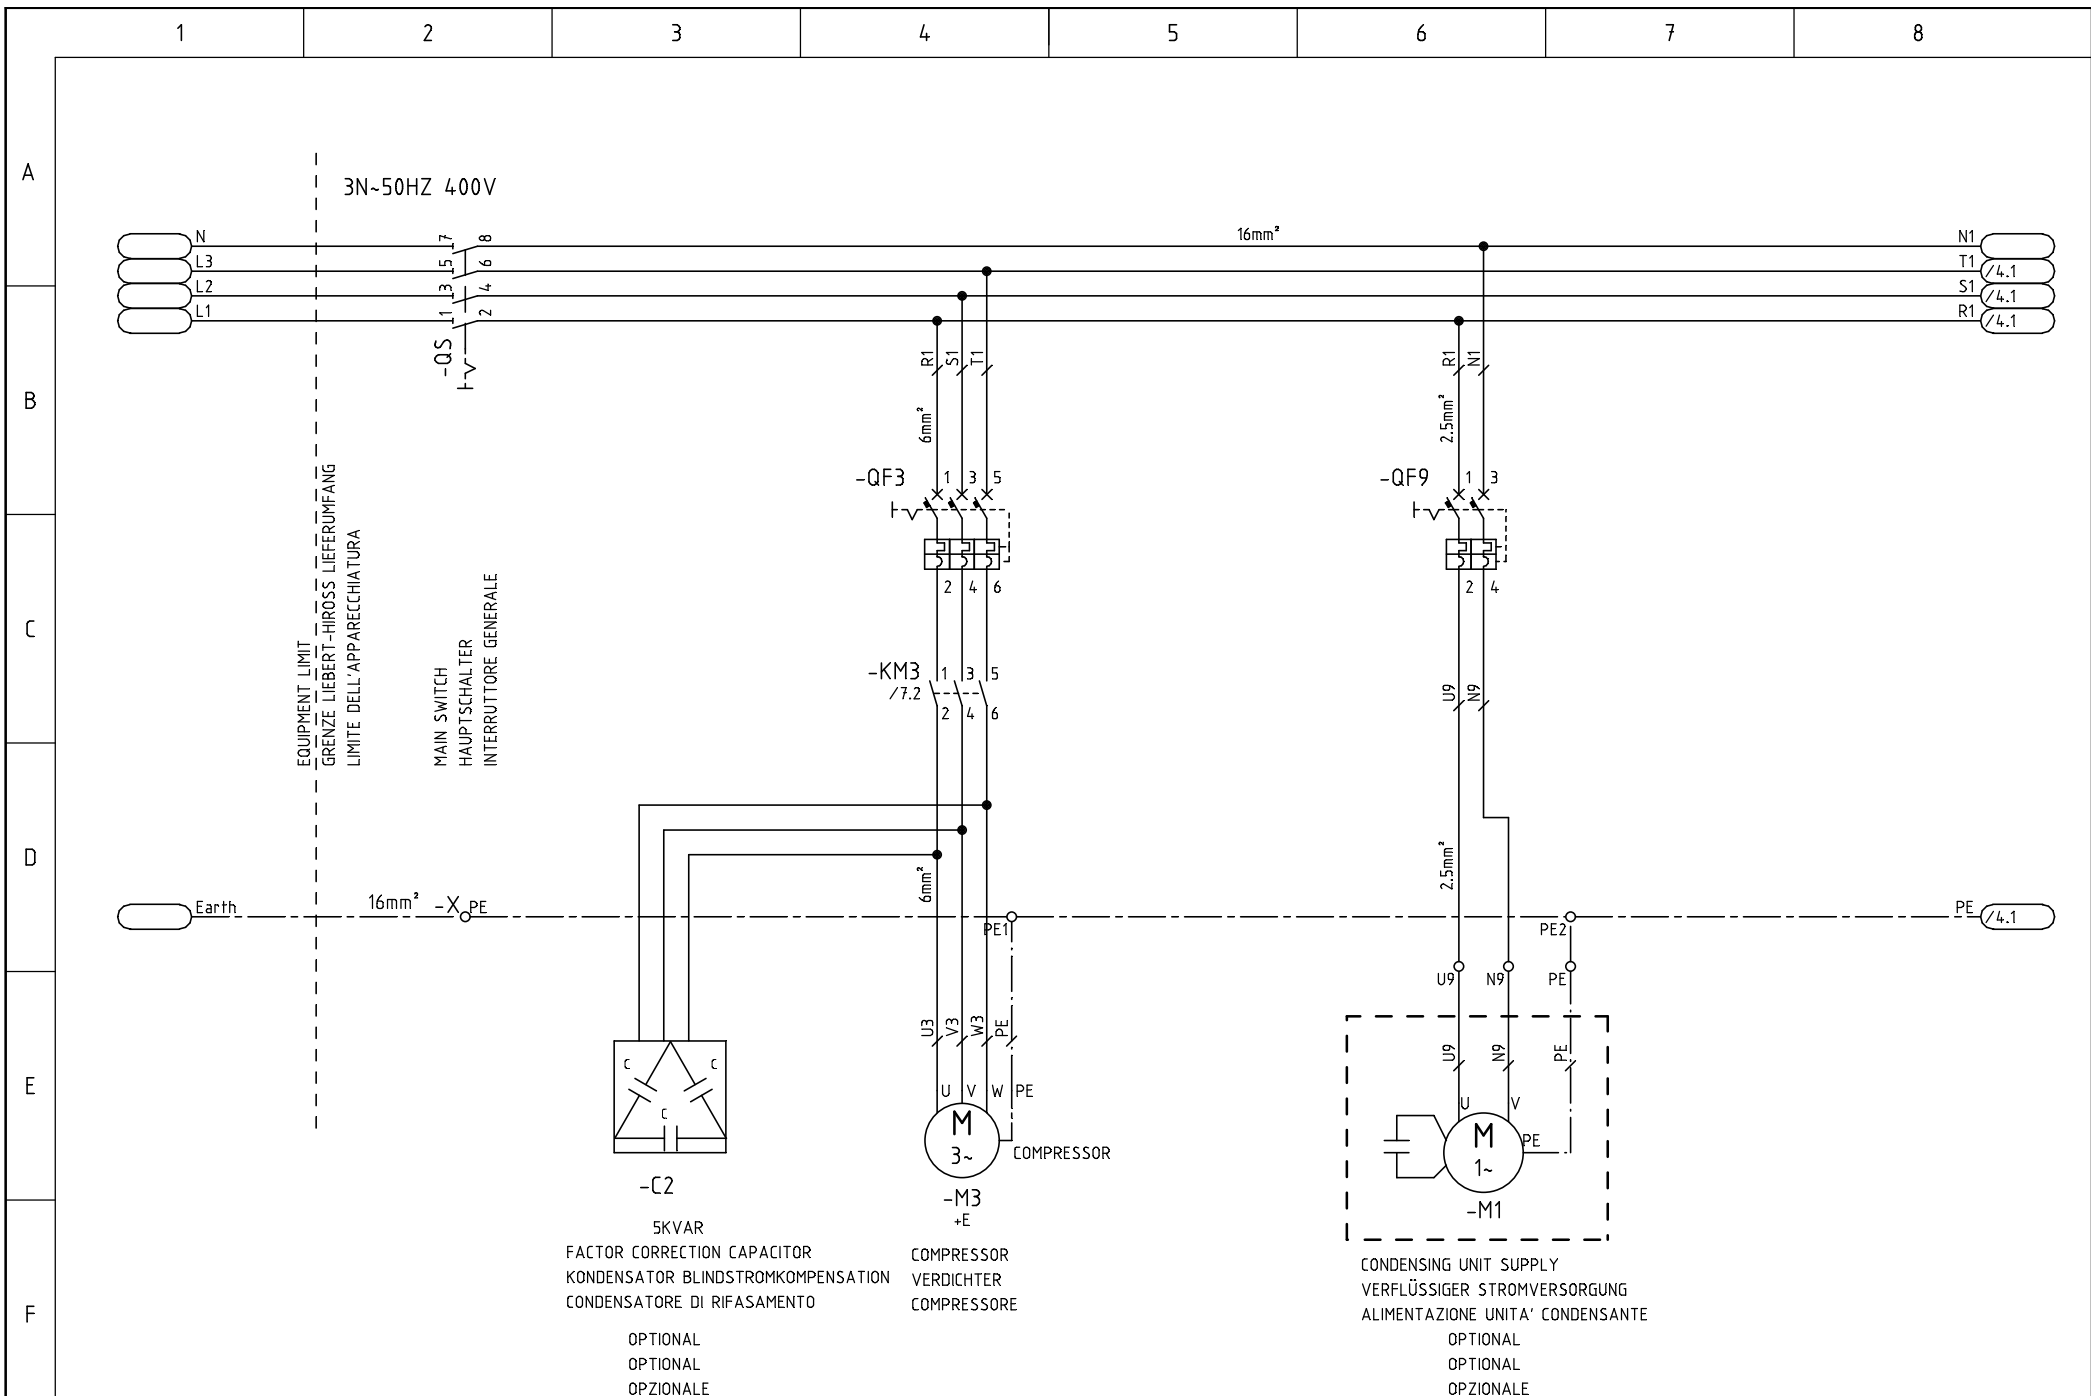 1 2 3 4 5 6 7 8
A
3N~50HZ 400V
N 7 8 16mm² N1
L3 5 6 T1 /4.1
L2 3 4 S1 /4.1
L1 1 2 R1 /4.1
-QS
R1 S1 T1
R1 N1
B
6mm²
2.5mm²
-QF3 1 3 5
-QF9 1 3
2 4 6
2 4
C
EQUIPMENT LIMIT
GRENZE LIEBERT-HIROSS LIEFERUMFANG
LIMITE DELL'APPARECCHIATURA
MAIN SWITCH
HAUPTSCHALTER
INTERRUTTORE GENERALE
-KM3 1 3 5
/7.2
2 4 6
U9 N9
D
6mm²
2.5mm²
Earth 16mm² -X PE PE /4.1
PE1
PE2
U9 N9 PE
U3 V3 W3 PE
U9 N9 PE
E
C C
C
U V W PE
M
3~
COMPRESSOR
U V
M
1~
PE
-C2
-M3
+E
-M1
5KVAR
FACTOR CORRECTION CAPACITOR
KONDENSATOR BLINDSTROMKOMPENSATION
CONDENSATORE DI RIFASAMENTO
COMPRESSOR
VERDICHTER
COMPRESSORE
CONDENSING UNIT SUPPLY
VERFLÜSSIGER STROMVERSORGUNG
ALIMENTAZIONE UNITA' CONDENSANTE
F
OPTIONAL
OPTIONAL
OPZIONALE
OPTIONAL
OPTIONAL
OPZIONALE